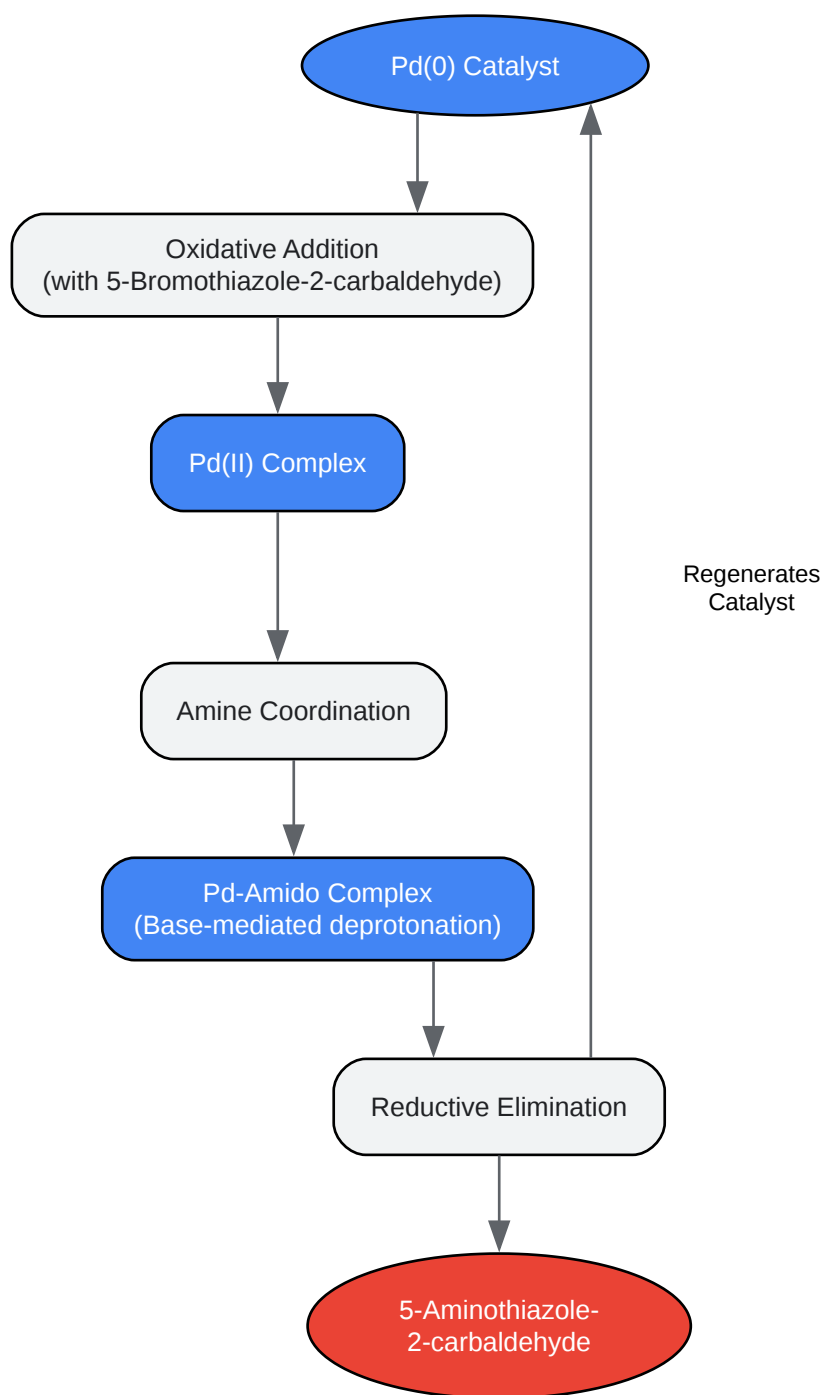 Pd(0) Catalyst
Oxidative Addition
(with 5-Bromothiazole-2-carbaldehyde)
Pd(II) Complex
Regenerates
Catalyst
Amine Coordination
Pd-Amido Complex
(Base-mediated deprotonation)
Reductive Elimination
5-Aminothiazole-
2-carbaldehyde